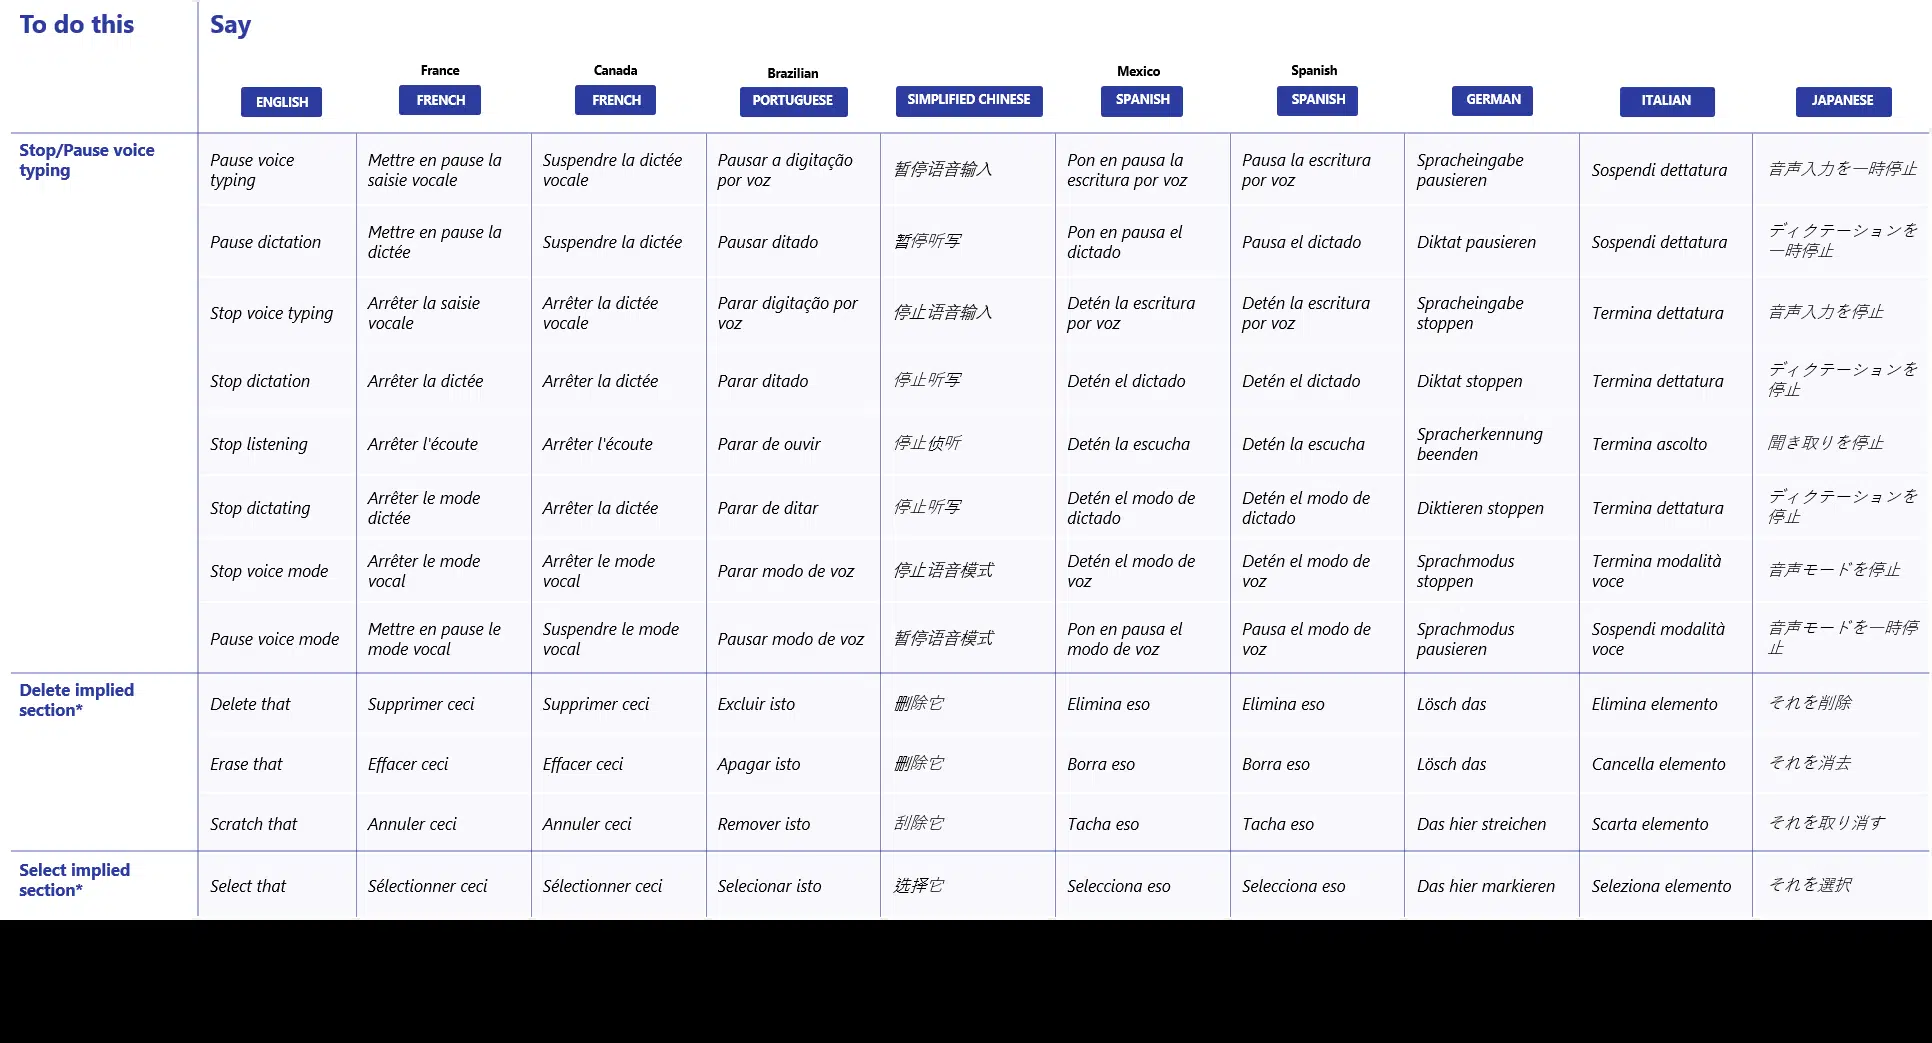 To do this
Say
France
Canada
Brazilian
Mexico
Spanish
ENGLISH
FRENCH
FRENCH
PORTUGUESE
SIMPLIFIED CHINESE
SPANISH
SPANISH
GERMAN
ITALIAN
JAPANESE
Stop/Pause voice
typing
Pause voice
typing
Mettre en pause la
saisie vocale
Suspendre la dictée
vocale
Pausar a digitação
por voz
暂停语音输入
Pon en pausa la
escritura por voz
Pausa la escritura
por voz
Spracheingabe
pausieren
Sospendi dettatura
音声入力を一時停止
Pause dictation
Mettre en pause la
dictée
Suspendre la dictée
Pausar ditado
暂停听写
Pon en pausa el
dictado
Pausa el dictado
Diktat pausieren
Sospendi dettatura
ディクテーションを
一時停止
Stop voice typing
Arrêter la saisie
vocale
Arrêter la dictée
vocale
Parar digitação por
voz
停止语音输入
Detén la escritura
por voz
Detén la escritura
por voz
Spracheingabe
stoppen
Termina dettatura
音声入力を停止
Stop dictation
Arrêter la dictée
Arrêter la dictée
Parar ditado
停止听写
Detén el dictado
Detén el dictado
Diktat stoppen
Termina dettatura
ディクテーションを
停止
Stop listening
Arrêter l'écoute
Arrêter l'écoute
Parar de ouvir
停止侦听
Detén la escucha
Detén la escucha
Spracherkennung
beenden
Termina ascolto
聞き取りを停止
Stop dictating
Arrêter le mode
dictée
Arrêter la dictée
Parar de ditar
停止听写
Detén el modo de
dictado
Detén el modo de
dictado
Diktieren stoppen
Termina dettatura
ディクテーションを
停止
Stop voice mode
Arrêter le mode
vocal
Arrêter le mode
vocal
Parar modo de voz
停止语音模式
Detén el modo de
voz
Detén el modo de
voz
Sprachmodus
stoppen
Termina modalità
voce
音声モードを停止
Pause voice mode
Mettre en pause le
mode vocal
Suspendre le mode
vocal
Pausar modo de voz
暂停语音模式
Pon en pausa el
modo de voz
Pausa el modo de
voz
Sprachmodus
pausieren
Sospendi modalità
voce
音声モードを一時停
止
Delete implied
section*
Delete that
Supprimer ceci
Supprimer ceci
Excluir isto
删除它
Elimina eso
Elimina eso
Lösch das
Elimina elemento
それを削除
Erase that
Effacer ceci
Effacer ceci
Apagar isto
删除它
Borra eso
Borra eso
Lösch das
Cancella elemento
それを消去
Scratch that
Annuler ceci
Annuler ceci
Remover isto
刮除它
Tacha eso
Tacha eso
Das hier streichen
Scarta elemento
それを取り消す
Select implied
section*
Select that
Sélectionner ceci
Sélectionner ceci
Selecionar isto
选择它
Selecciona eso
Selecciona eso
Das hier markieren
Seleziona elemento
それを選択